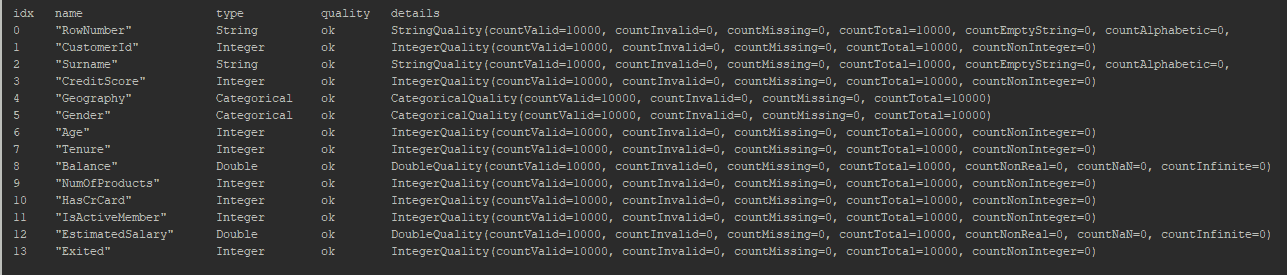 idx name type quality details
0 "RowNumber" String ok StringQuality(countValid=10000, countInvalid=0, countMissing=0, countTotal=10000, countEmptyString=0, countAlphabetic=0,
1 "CustomerId" Integer ok IntegerQuality(countValid=10000, countInvalid=0, countMissing=0, countTotal=10000, countNonInteger=0)
2 "Surname" String ok StringQuality(countValid=10000, countInvalid=0, countMissing=0, countTotal=10000, countEmptyString=0, countAlphabetic=0,
3 "CreditScore" Integer ok IntegerQuality(countValid=10000, countInvalid=0, countMissing=0, countTotal=10000, countNonInteger=0)
4 "Geography" Categorical ok CategoricalQuality(countValid=10000, countInvalid=0, countMissing=0, countTotal=10000)
5 "Gender" Categorical ok CategoricalQuality(countValid=10000, countInvalid=0, countMissing=0, countTotal=10000)
6 "Age" Integer ok IntegerQuality(countValid=10000, countInvalid=0, countMissing=0, countTotal=10000, countNonInteger=0)
7 "Tenure" Integer ok IntegerQuality(countValid=10000, countInvalid=0, countMissing=0, countTotal=10000, countNonInteger=0)
8 "Balance" Double ok DoubleQuality(countValid=10000, countInvalid=0, countMissing=0, countTotal=10000, countNonReal=0, countNaN=0, countInfinite=0)
9 "NumOfProducts" Integer ok IntegerQuality(countValid=10000, countInvalid=0, countMissing=0, countTotal=10000, countNonInteger=0)
10 "HasCrCard" Integer ok IntegerQuality(countValid=10000, countInvalid=0, countMissing=0, countTotal=10000, countNonInteger=0)
11 "IsActiveMember" Integer ok IntegerQuality(countValid=10000, countInvalid=0, countMissing=0, countTotal=10000, countNonInteger=0)
12 "EstimatedSalary" Double ok DoubleQuality(countValid=10000, countInvalid=0, countMissing=0, countTotal=10000, countNonReal=0, countNaN=0, countInfinite=0)
13 "Exited" Integer ok IntegerQuality(countValid=10000, countInvalid=0, countMissing=0, countTotal=10000, countNonInteger=0)